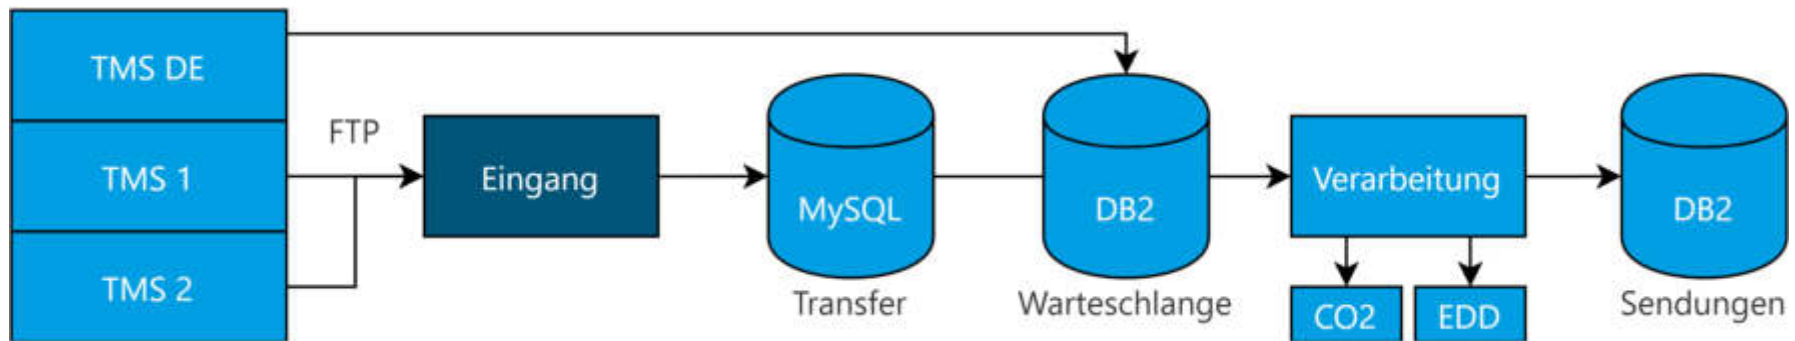 TMS DE
TMS 1
TMS 2
FTP
Eingang
MySQL
Transfer
DB2
Warteschlange
Verarbeitung
CO2
EDD
DB2
Sendungen